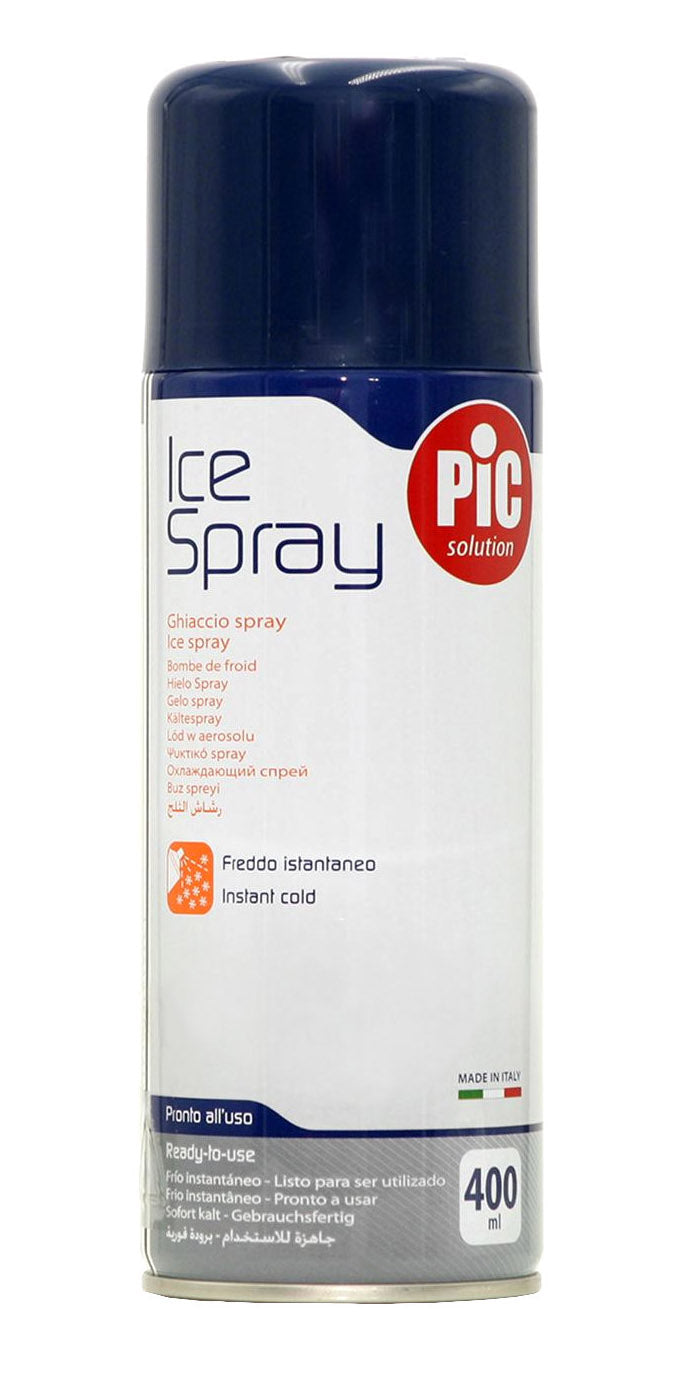 Ice
Spray
PiC
solution
Ghiaccio spray
Ice spray
Bombe de froid
Hielo Spray
Gelo spray
Kältespray
Lód w aerosolu
Ψυκτικό spray
Охлаждающий спрей
Buz spreyi
رشاش الثلج
Freddo istantaneo
Instant cold
MADE IN ITALY
Pronto all'uso
Ready-to-use
Frío instantáneo - Listo para ser utilizado
Frio instantâneo - Pronto a usar
Sofort kalt - Gebrauchsfertig
جاهزة للاستخدام - برودة فورية
400
ml